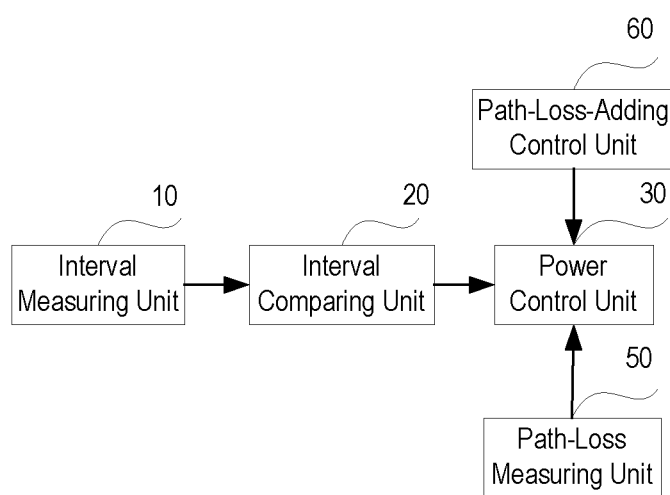 60
Path-Loss-Adding
Control Unit
10
20
30
Interval
Measuring Unit
Interval
Comparing Unit
Power
Control Unit
50
Path-Loss
Measuring Unit